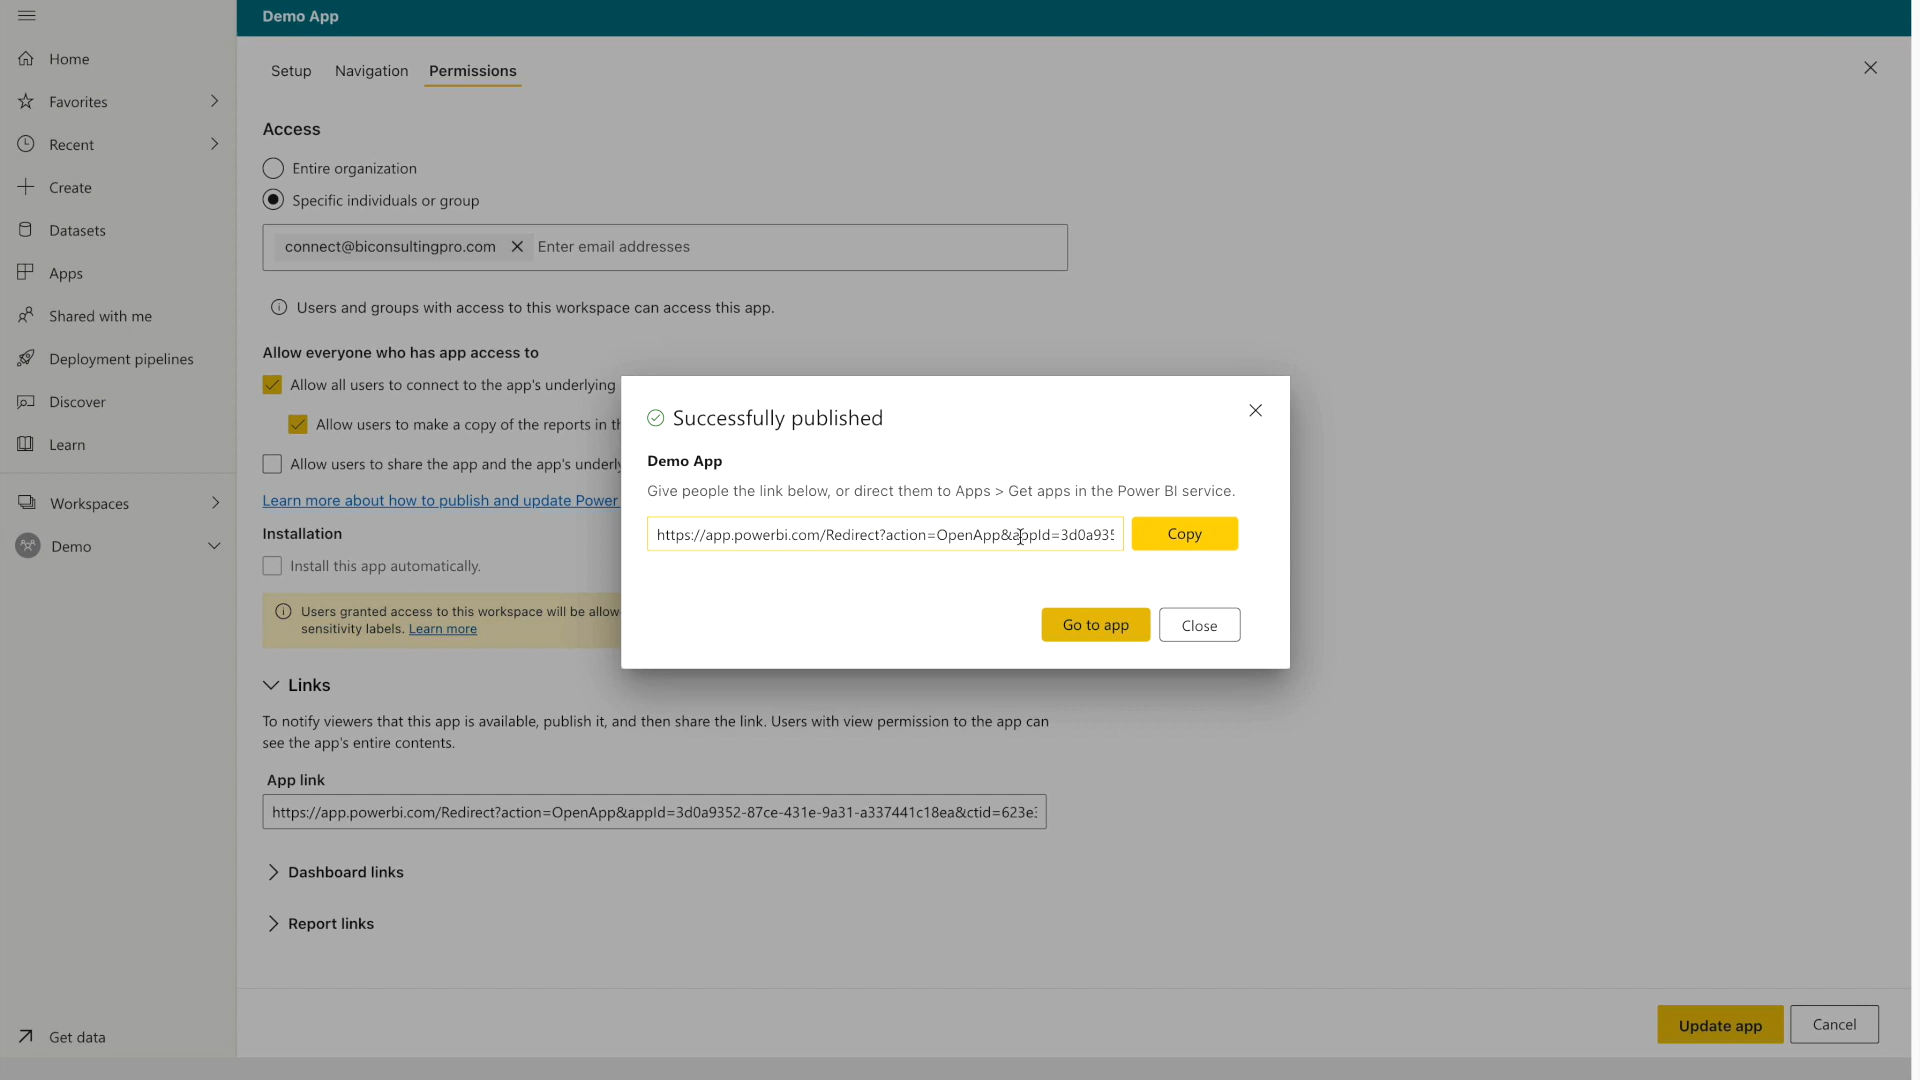 Demo App
Home
Favorites
Recent
Create
Datasets
Apps
Shared with me
Deployment pipelines
Discover
Learn
Workspaces
Demo
Get data
Setup Navigation Permissions
Access
Entire organization
Specific individuals or group
connect@biconsultingpro.com Enter email addresses
Users and groups with access to this workspace can access this app.
Allow everyone who has app access to
Allow all users to connect to the app's underlying
Allow users to make a copy of the reports in
Allow users to share the app and the app's
Learn more about how to publish and update Power
Installation
Install this app automatically.
Users granted access to this workspace will be
sensitivity labels. Learn more
Links
To notify viewers that this app is available, publish it, and then share the link. Users with view permission to the app can
see the app's entire contents.
App link
https://app.powerbi.com/Redirect?action=OpenApp&appId=3d0a9352-87ce-431e-9a31-a337441c18ea&ctid=623e
Dashboard links
Report links
Update app Cancel
Successfully published
Demo App
Give people the link below, or direct them to Apps > Get apps in the Power BI service.
https://app.powerbi.com/Redirect?action=OpenApp&appId=3d0a935
Copy
Go to app Close